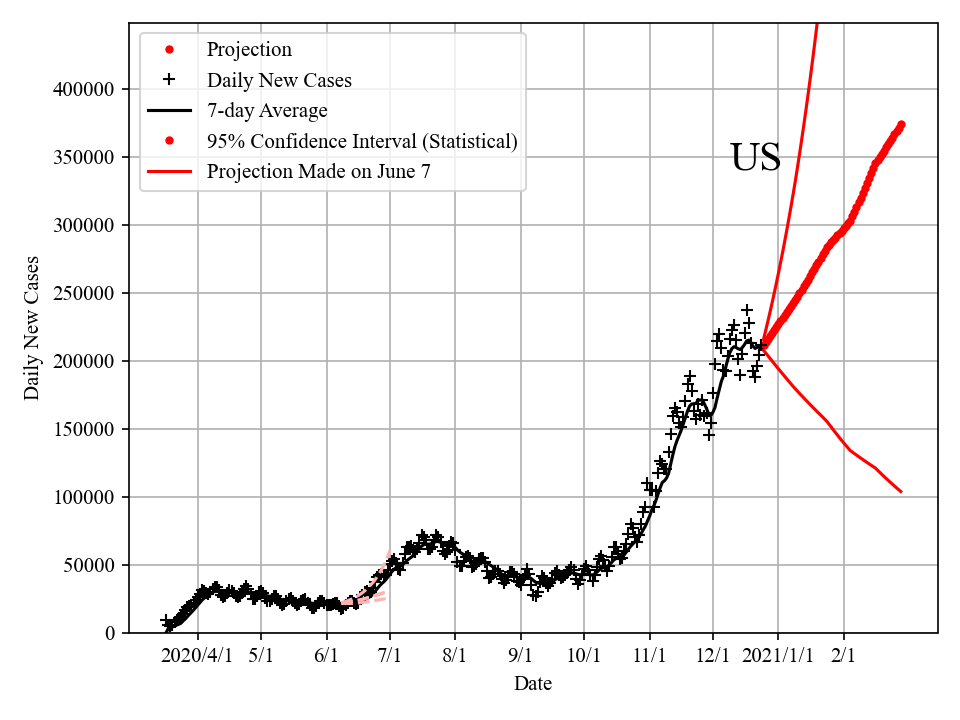 Projection
Daily New Cases
7-day Average
95% Confidence Interval (Statistical)
Projection Made on June 7
US
400000
350000
300000
250000
200000
150000
100000
50000
0
Daily New Cases
2020/4/1 5/1 6/1 7/1 8/1 9/1 10/1 11/1 12/1 2021/1/1 2/1
Date